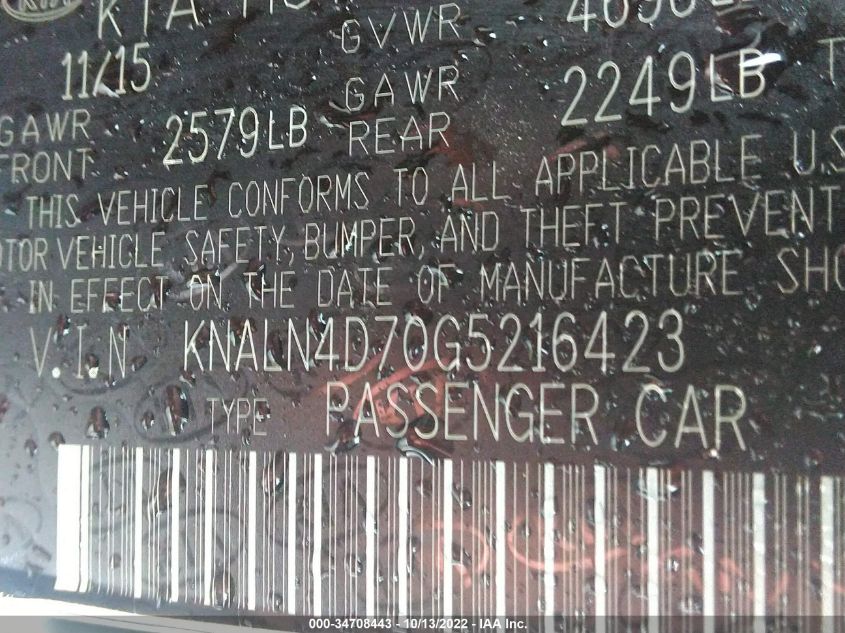 KIA
11/15
GVWR
GAWR FRONT 2579LB GAWR REAR 2249LB
THIS VEHICLE CONFORMS TO ALL APPLICABLE U.S
VEHICLE SAFETY, BUMPER, AND THEFT PREVENT
IN EFFECT ON THE DATE OF MANUFACTURE SHO
V.I.N KNALN4D70G5216423
TYPE PASSENGER CAR
000-34708443 - 10/13/2022 - IAA Inc.